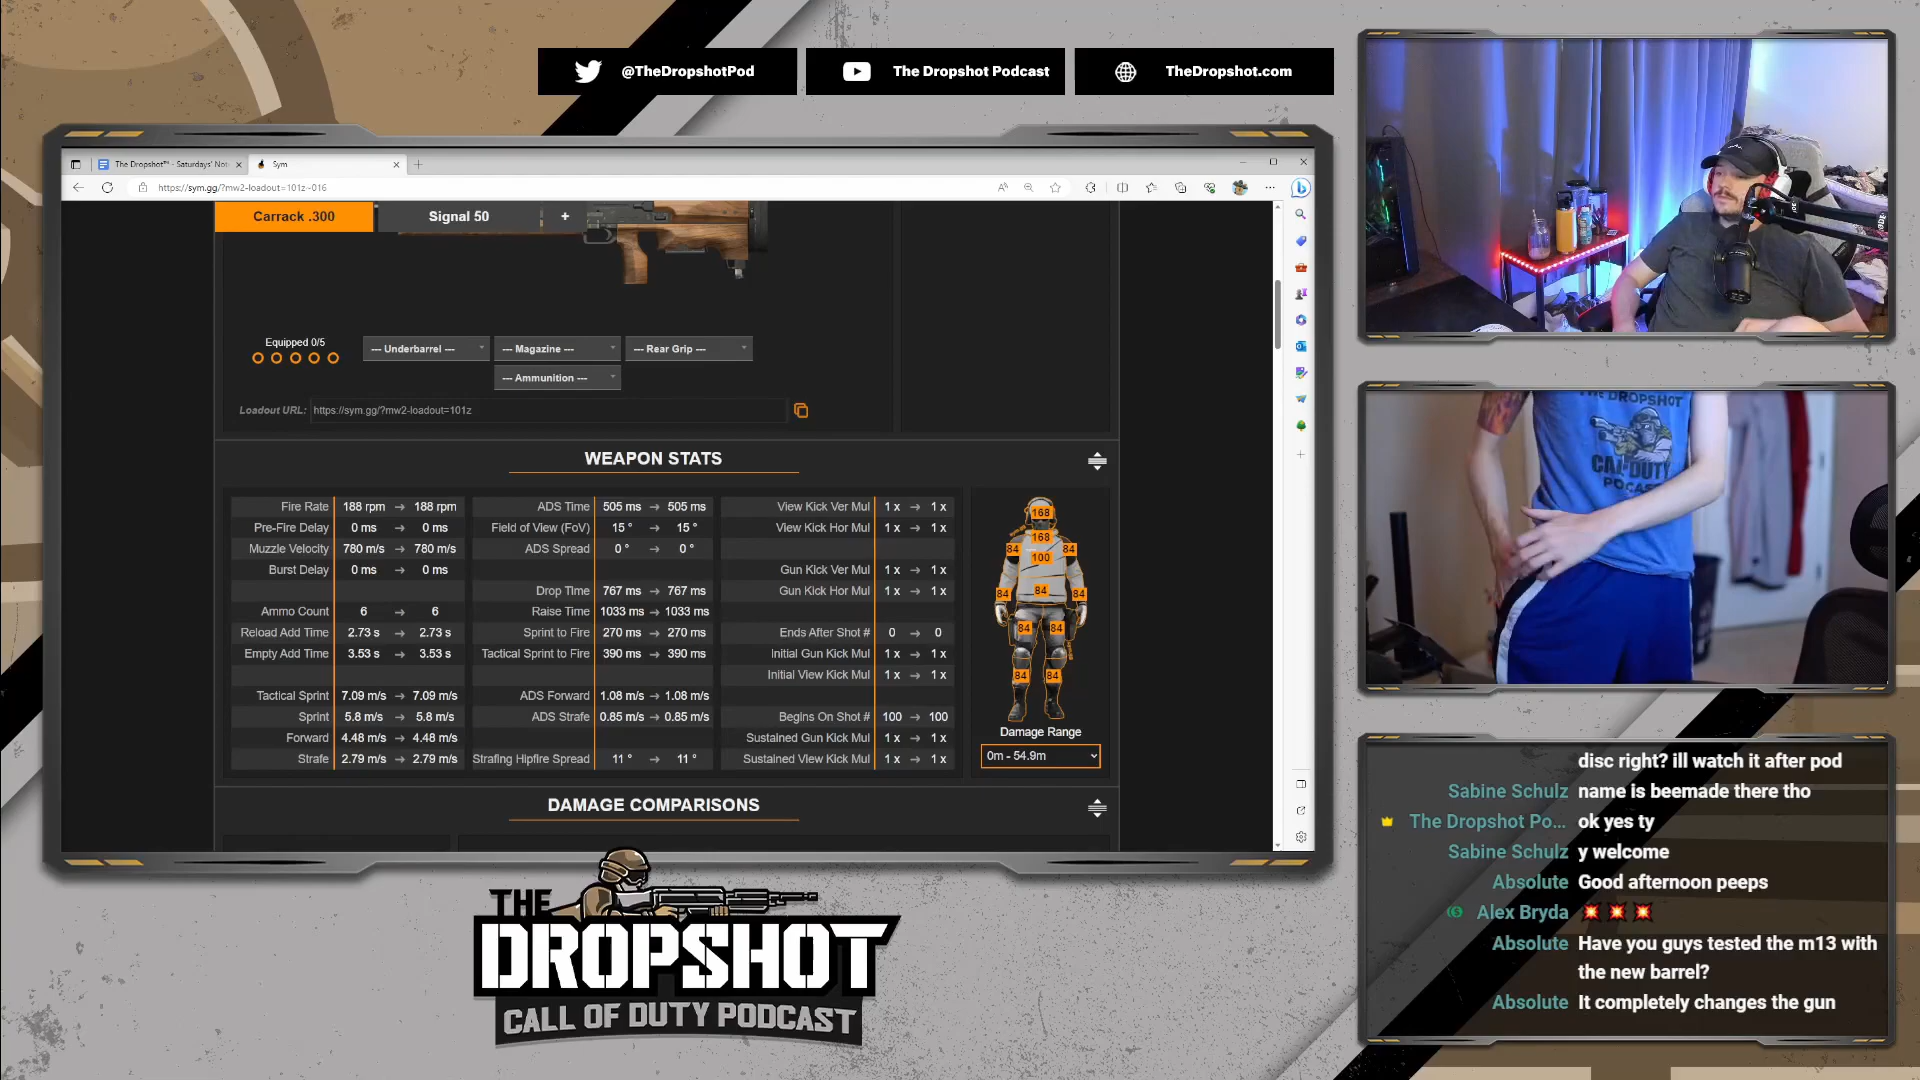 @TheDropshotPod
The Dropshot Podcast
TheDropshot.com
The Dropshot™ - Saturdays' Not
Sym
https://sym.gg/?mw2-loadout=101z--016
Carrack .300
Signal 50
+
Equipped 0/5
--- Underbarrel ---
--- Magazine ---
--- Rear Grip ---
--- Ammunition ---
Loadout URL: https://sym.gg/?mw2-loadout=101z
WEAPON STATS
Fire Rate 188 rpm → 188 rpm
Pre-Fire Delay 0 ms → 0 ms
Muzzle Velocity 780 m/s → 780 m/s
Burst Delay 0 ms → 0 ms
Ammo Count 6 → 6
Reload Add Time 2.73 s → 2.73 s
Empty Add Time 3.53 s → 3.53 s
Tactical Sprint 7.09 m/s → 7.09 m/s
Sprint 5.8 m/s → 5.8 m/s
Forward 4.48 m/s → 4.48 m/s
Strafe 2.79 m/s → 2.79 m/s
ADS Time 505 ms → 505 ms
Field of View (FoV) 15 ° → 15 °
ADS Spread 0 ° → 0 °
Drop Time 767 ms → 767 ms
Raise Time 1033 ms → 1033 ms
Sprint to Fire 270 ms → 270 ms
Tactical Sprint to Fire 390 ms → 390 ms
ADS Forward 1.08 m/s → 1.08 m/s
ADS Strafe 0.85 m/s → 0.85 m/s
Strafing Hipfire Spread 11 ° → 11 °
View Kick Ver Mul 1 x → 1 x
View Kick Hor Mul 1 x → 1 x
Gun Kick Ver Mul 1 x → 1 x
Gun Kick Hor Mul 1 x → 1 x
Ends After Shot # 0 → 0
Initial Gun Kick Mul 1 x → 1 x
Initial View Kick Mul 1 x → 1 x
Begins On Shot # 100 → 100
Sustained Gun Kick Mul 1 x → 1 x
Sustained View Kick Mul 1 x → 1 x
168
168
84 84
100
84 84 84
84 84
84 84
Damage Range
0m - 54.9m
DAMAGE COMPARISONS
THE
DROPSHOT
CALL OF DUTY PODCAST
THE DROPSHOT
CALL OF DUTY
PODCAS
disc right? ill watch it after pod
Sabine Schulz name is beemade there tho
The Dropshot Po... ok yes ty
Sabine Schulz y welcome
Absolute Good afternoon peeps
Alex Bryda
Absolute Have you guys tested the m13 with
the new barrel?
Absolute It completely changes the gun